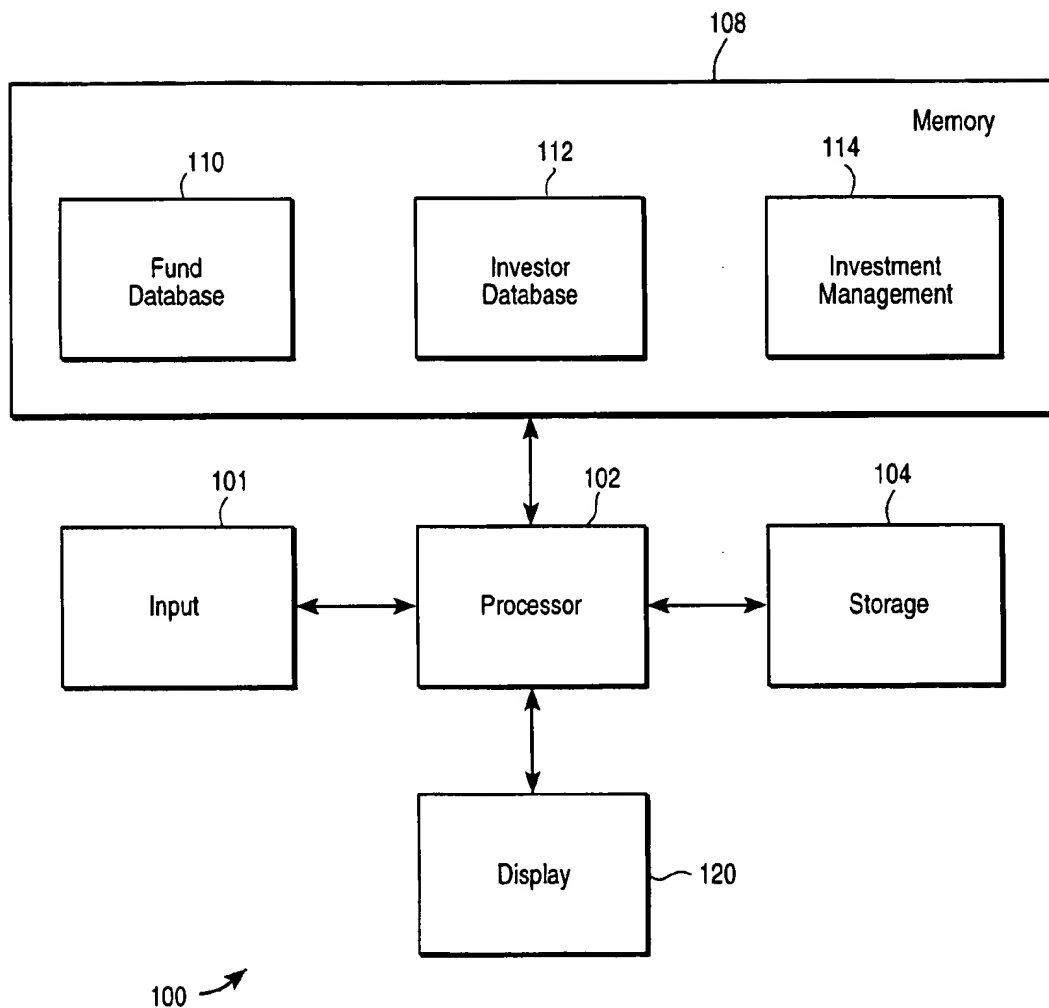 108
Memory
110
112
114
Fund
Database
Investor
Database
Investment
Management
101
102
104
Input
Processor
Storage
Display
120
100